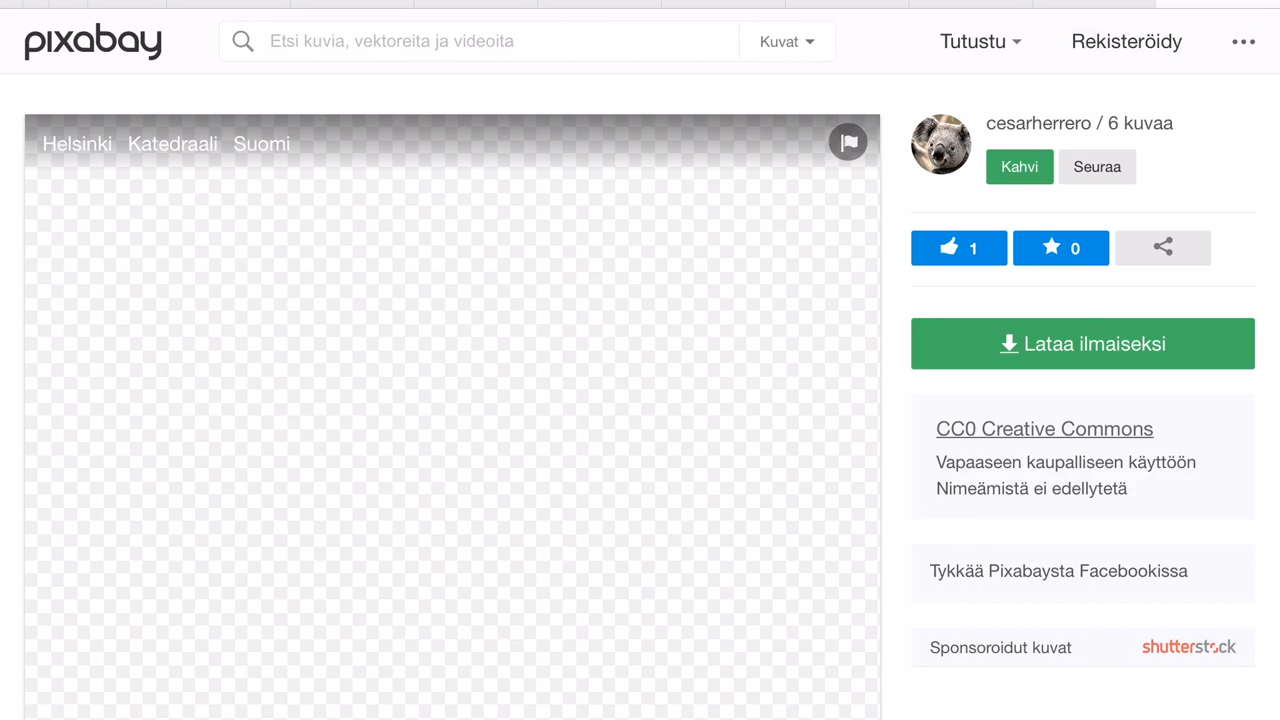 pixabay
Etsi kuvia, vektoreita ja videoita
Kuvat
Tutustu
Rekisteröidy
Helsinki Katedraali Suomi
cesarherrero / 6 kuvaa
Kahvi
Seuraa
1
0
Lataa ilmaiseksi
CC0 Creative Commons
Vapaaseen kaupalliseen käyttöön
Nimeämistä ei edellytetä
Tykkää Pixabaysta Facebookissa
Sponsoroidut kuvat
shutterstock